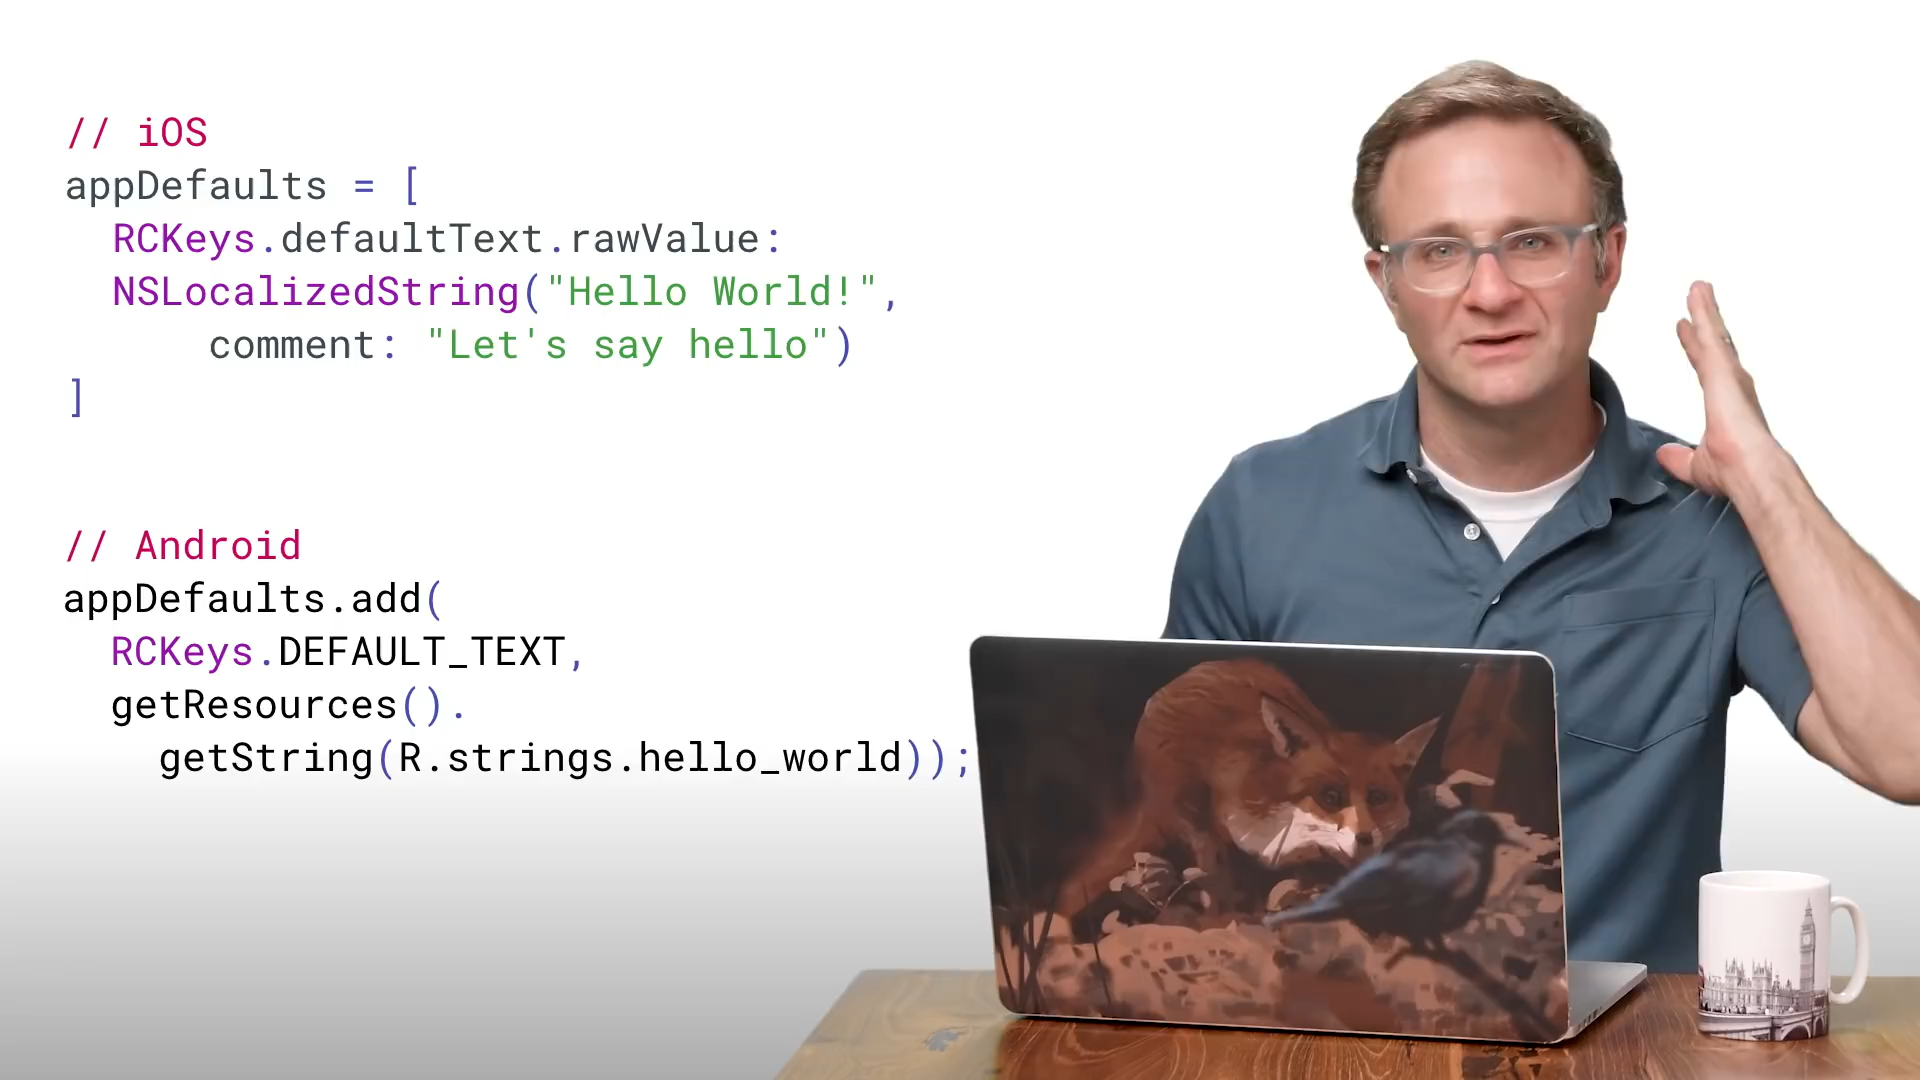 // iOS
appDefaults = [
RCKeys.defaultText.rawValue:
NSLocalizedString("Hello World!",
comment: "Let's say hello")
]
// Android
appDefaults.add(
RCKeys.DEFAULT_TEXT,
getResources().
getString(R.strings.hello_world));